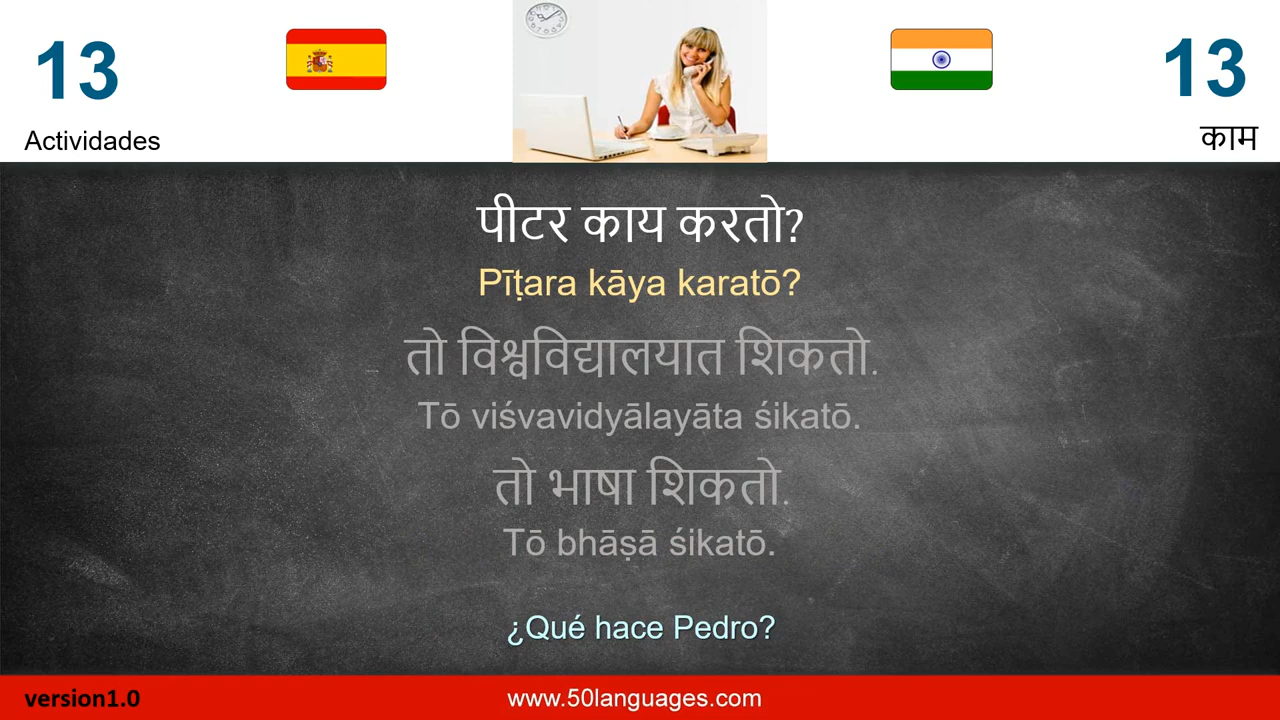 13
13
Actividades
काम
पीटर काय करतो?
Pīṭara kāya karatō?
तो विश्वविद्यालयात शिकतो.
Tō viśvavidyālayāta śikatō.
तो भाषा शिकतो.
Tō bhāṣā śikatō.
¿Qué hace Pedro?
version1.0
www.50languages.com